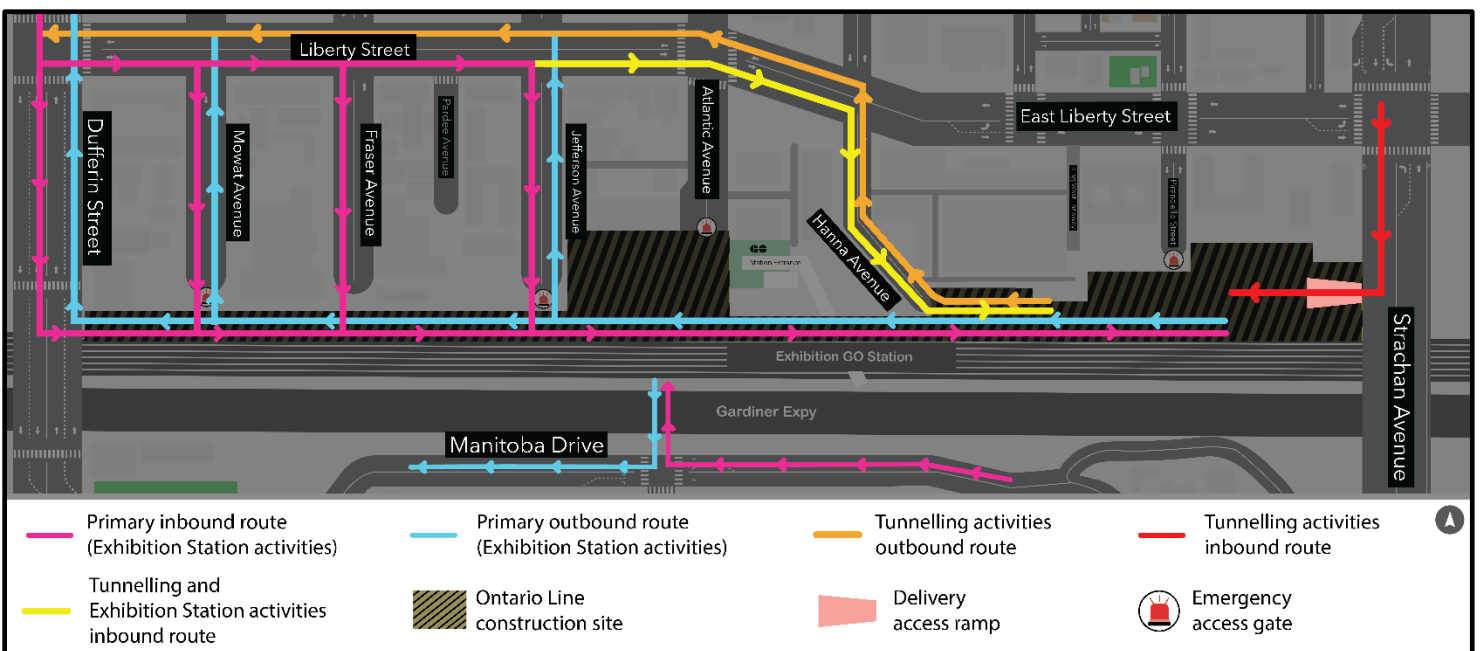 Liberty Street
East Liberty Street
Dufferin Street
Mowat Avenue
Fraser Avenue
Pardee Avenue
Jefferson Avenue
Atlantic Avenue
GO
Station Entrance
Hanna Avenue
Pirandello Street
Strachan Avenue
Exhibition GO Station
Gardiner Expy
Manitoba Drive
Primary inbound route
(Exhibition Station activities)
Primary outbound route
(Exhibition Station activities)
Tunnelling activities
outbound route
Tunnelling activities
inbound route
Tunnelling and
Exhibition Station activities
inbound route
Ontario Line
construction site
Delivery
access ramp
Emergency
access gate